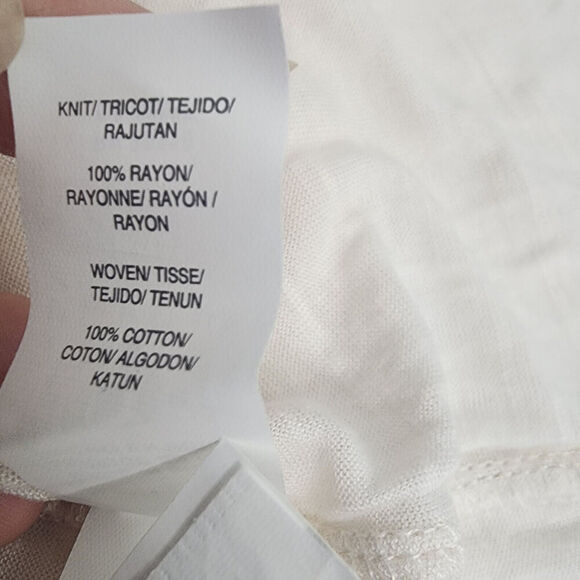 KNIT/ TRICOT/ TEJIDO/
RAJUTAN
100% RAYON/
RAYONNE/ RAYÓN /
RAYON
WOVEN/ TISSE/
TEJIDO/ TENUN
100% COTTON/
COTON/ ALGODON/
KATUN